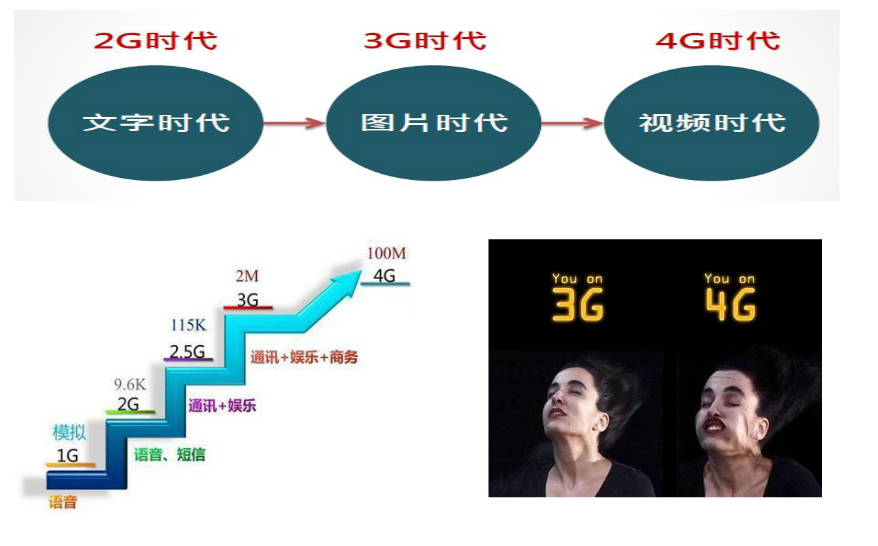 2G时代
3G时代
4G时代
文字时代
图片时代
视频时代
100M
4G
2M
3G
115K
2.5G
通讯+娱乐+商务
9.6K
2G
通讯+娱乐
模拟
1G
语音、短信
语音
You on
3G
You on
4G